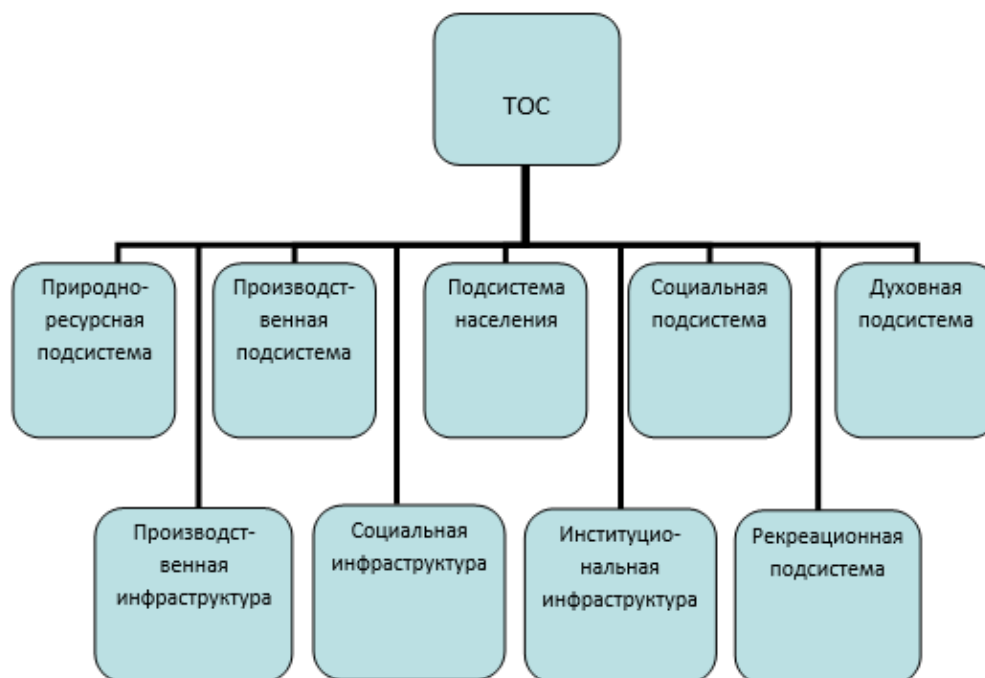 ТОС
Природно-
ресурсная
подсистема
Производст-
венная
подсистема
Подсистема
населения
Социальная
подсистема
Духовная
подсистема
Производст-
венная
инфраструктура
Социальная
инфраструктура
Институцио-
нальная
инфраструктура
Рекреационная
подсистема